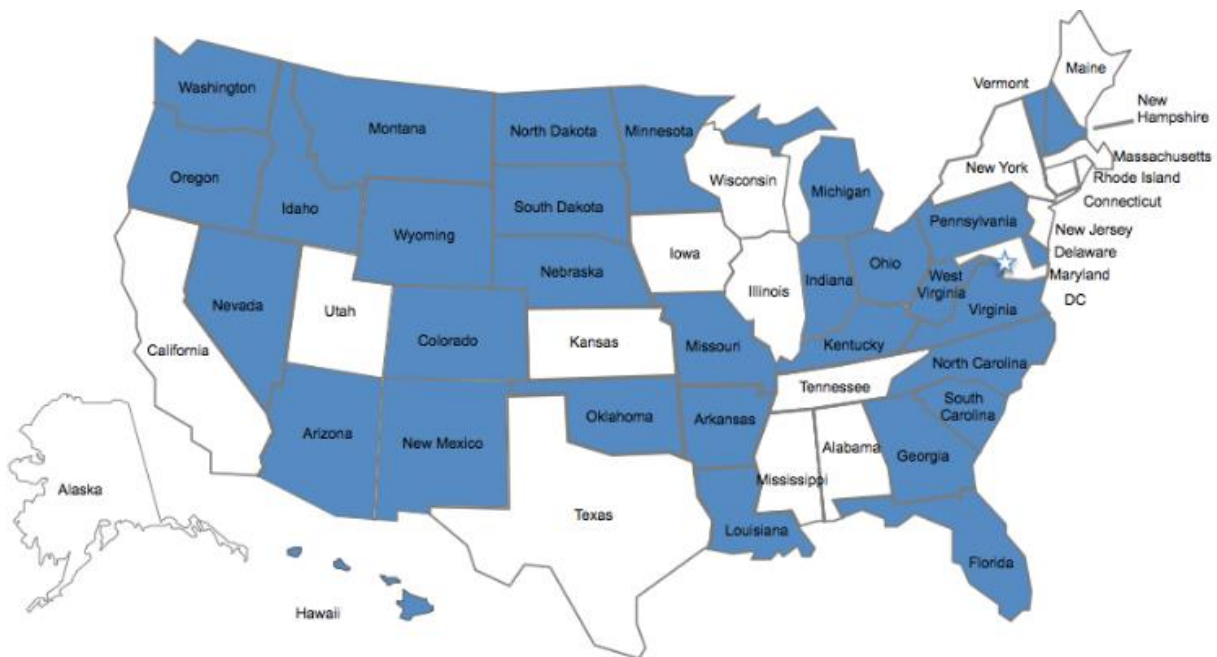 Maine
Vermont
New
Hampshire
Washington
Montana
North Dakota
Minnesota
Massachusetts
New York
Rhode Island
Wisconsin
Oregon
Michigan
Connecticut
Idaho
South Dakota
Pennsylvania
New Jersey
Wyoming
Delaware
Iowa
Ohio
Nebraska
Maryland
Indiana
West
Virginia
Illinois
DC
Nevada
Utah
Virginia
Colorado
Kansas
Missouri
Kentucky
California
North Carolina
Tennessee
South
Carolina
Oklahoma
Arkansas
Arizona
New Mexico
Alabama
Georgia
Mississippi
Alaska
Texas
Louisiana
Florida
Hawaii